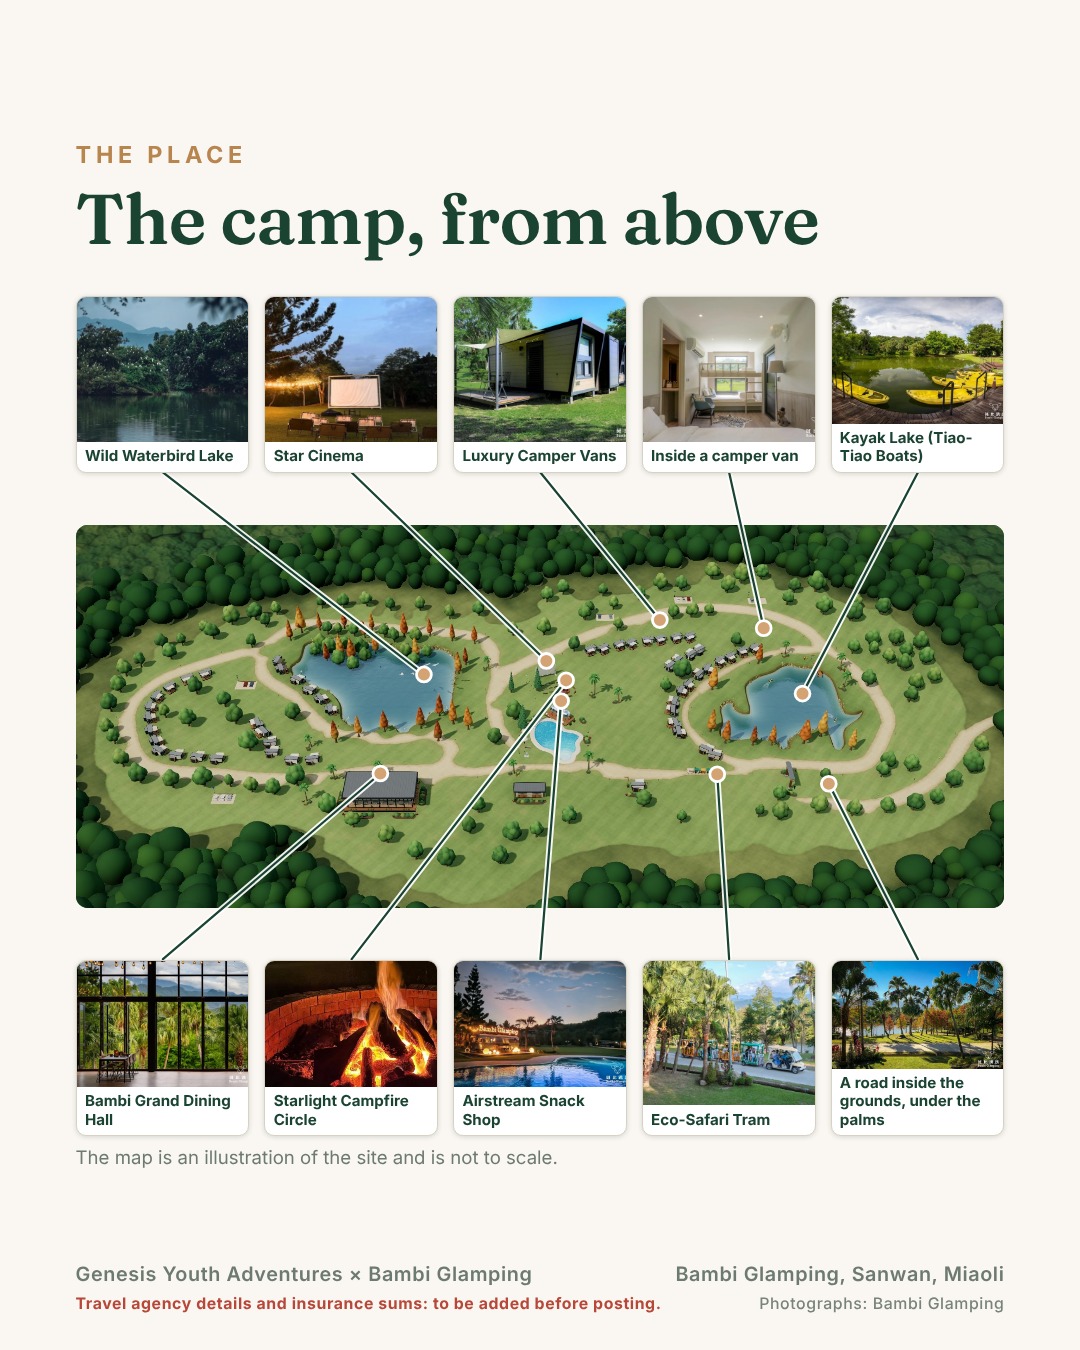 THE PLACE
The camp, from above
Wild Waterbird Lake
Star Cinema
Luxury Camper Vans
Inside a camper van
Kayak Lake (Tiao-
Tiao Boats)
Bambi Grand Dining
Hall
Starlight Campfire
Circle
Bambi Glamping
Airstream Snack
Shop
Eco-Safari Tram
A road inside the
grounds, under the
palms
The map is an illustration of the site and is not to scale.
Genesis Youth Adventures × Bambi Glamping
Travel agency details and insurance sums: to be added before posting.
Bambi Glamping, Sanwan, Miaoli
Photographs: Bambi Glamping